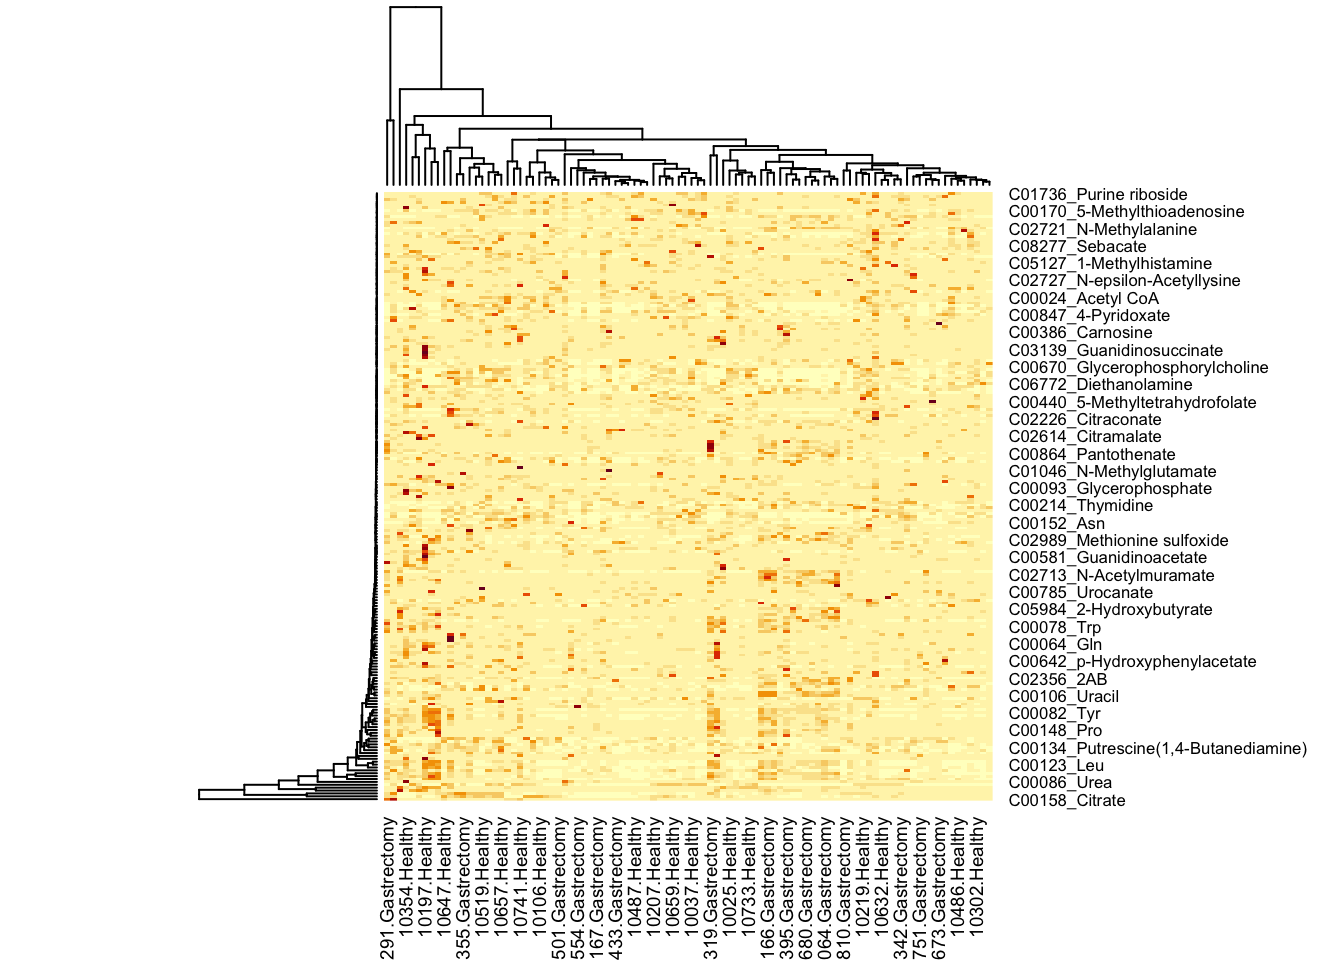 C01736_Purine riboside
C00170_5-Methylthioadenosine
C02721_N-Methylalanine
C08277_Sebacate
C05127_1-Methylhistamine
C02727_N-epsilon-Acetyllysine
C00024_Acetyl CoA
C00847_4-Pyridoxate
C00386_Carnosine
C03139_Guanidinosuccinate
C00670_Glycerophosphorylcholine
C06772_Diethanolamine
C00440_5-Methyltetrahydrofolate
C02226_Citraconate
C02614_Citramalate
C00864_Pantothenate
C01046_N-Methylglutamate
C00093_Glycerophosphate
C00214_Thymidine
C00152_Asn
C02989_Methionine sulfoxide
C00581_Guanidinoacetate
C02713_N-Acetylmuramate
C00785_Urocanate
C05984_2-Hydroxybutyrate
C00078_Trp
C00064_Gln
C00642_p-Hydroxyphenylacetate
C02356_2AB
C00106_Uracil
C00082_Tyr
C00148_Pro
C00134_Putrescine(1,4-Butanediamine)
C00123_Leu
C00086_Urea
C00158_Citrate
291.Gastrectomy
10354.Healthy
10197.Healthy
10647.Healthy
355.Gastrectomy
10519.Healthy
10657.Healthy
10741.Healthy
10106.Healthy
501.Gastrectomy
554.Gastrectomy
167.Gastrectomy
433.Gastrectomy
10487.Healthy
10207.Healthy
10659.Healthy
10037.Healthy
319.Gastrectomy
10025.Healthy
10733.Healthy
166.Gastrectomy
395.Gastrectomy
680.Gastrectomy
064.Gastrectomy
810.Gastrectomy
10219.Healthy
10632.Healthy
342.Gastrectomy
751.Gastrectomy
673.Gastrectomy
10486.Healthy
10302.Healthy